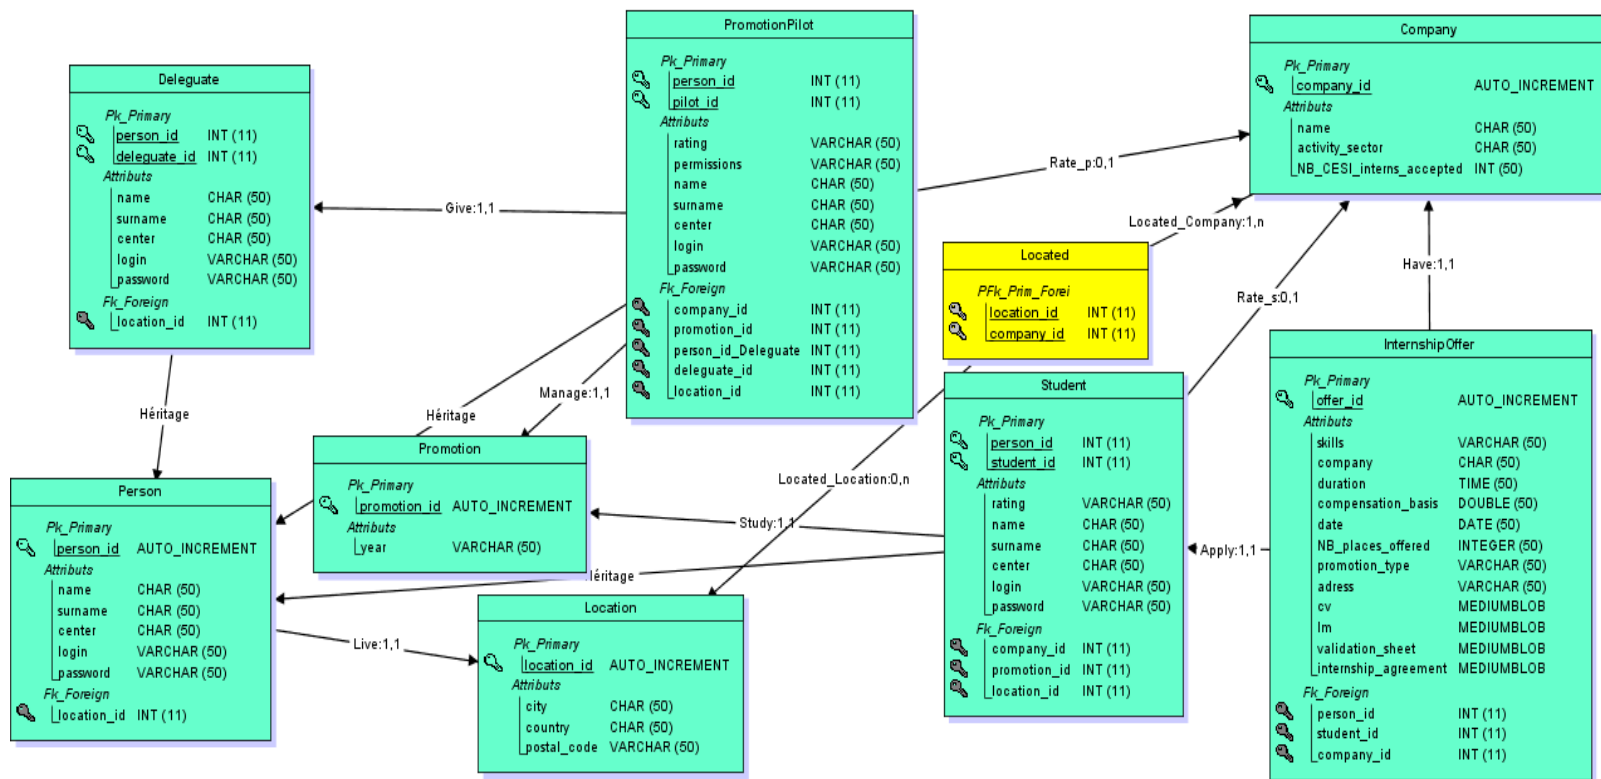 Deleguate
Pk_Primary
person_id INT (11)
deleguate_id INT (11)
Attributs
name CHAR (50)
surname CHAR (50)
center CHAR (50)
login VARCHAR (50)
password VARCHAR (50)
Fk_Foreign
location_id INT (11)
PromotionPilot
Pk_Primary
person_id INT (11)
pilot_id INT (11)
Attributs
rating VARCHAR (50)
permissions VARCHAR (50)
name CHAR (50)
surname CHAR (50)
center CHAR (50)
login VARCHAR (50)
password VARCHAR (50)
Fk_Foreign
company_id INT (11)
promotion_id INT (11)
person_id_Deleguate INT (11)
deleguate_id INT (11)
location_id INT (11)
Company
Pk_Primary
company_id AUTO_INCREMENT
Attributs
name CHAR (50)
activity_sector CHAR (50)
NB_CESI_interns_accepted INT (50)
Rate_p:0,1
Give:1,1
Located_Company:1,n
Located
PFk_Prim_Forei
location_id INT (11)
company_id INT (11)
Have:1,1
Rate_s:0,1
Manage:1,1
Héritage
Héritage
Located_Location:0,n
Study:1,1
Héritage
Apply:1,1
Live:1,1
Person
Pk_Primary
person_id AUTO_INCREMENT
Attributs
name CHAR (50)
surname CHAR (50)
center CHAR (50)
login VARCHAR (50)
password VARCHAR (50)
Fk_Foreign
location_id INT (11)
Promotion
Pk_Primary
promotion_id AUTO_INCREMENT
Attributs
year VARCHAR (50)
Location
Pk_Primary
location_id AUTO_INCREMENT
Attributs
city CHAR (50)
country CHAR (50)
postal_code VARCHAR (50)
Student
Pk_Primary
person_id INT (11)
student_id INT (11)
Attributs
rating VARCHAR (50)
name CHAR (50)
surname CHAR (50)
center CHAR (50)
login VARCHAR (50)
password VARCHAR (50)
Fk_Foreign
company_id INT (11)
promotion_id INT (11)
location_id INT (11)
InternshipOffer
Pk_Primary
offer_id AUTO_INCREMENT
Attributs
skills VARCHAR (50)
company CHAR (50)
duration TIME (50)
compensation_basis DOUBLE (50)
date DATE (50)
NB_places_offered INTEGER (50)
promotion_type VARCHAR (50)
adress VARCHAR (50)
cv MEDIUMBLOB
lm MEDIUMBLOB
validation_sheet MEDIUMBLOB
internship_agreement MEDIUMBLOB
Fk_Foreign
person_id INT (11)
student_id INT (11)
company_id INT (11)